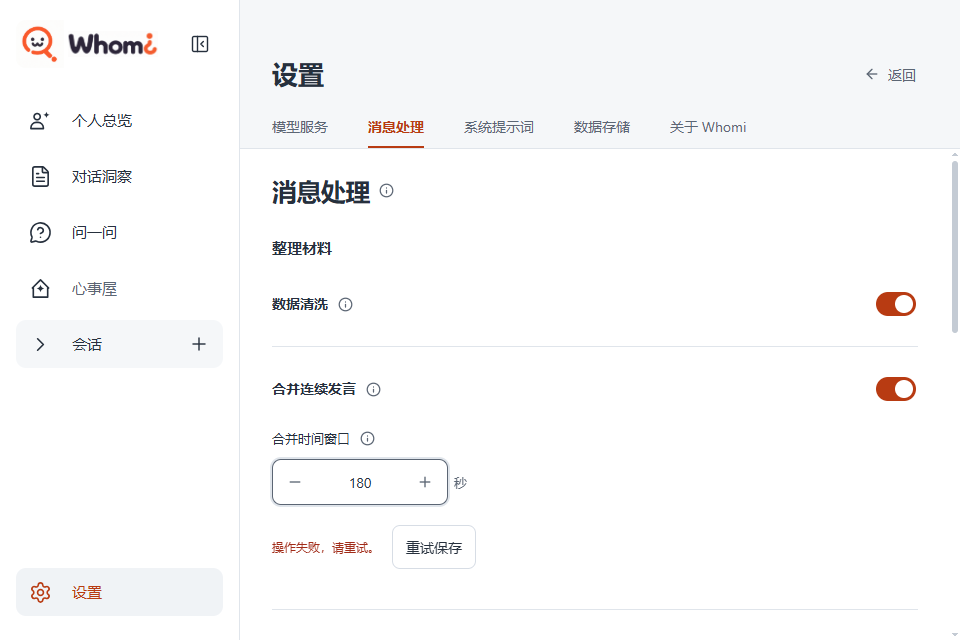 Whomi
个人总览
对话洞察
问一问
心事屋
会话
设置
设置
返回
模型服务
消息处理
系统提示词
数据存储
关于 Whomi
消息处理
整理材料
数据清洗
合并连续发言
合并时间窗口
180
秒
操作失败，请重试。
重试保存